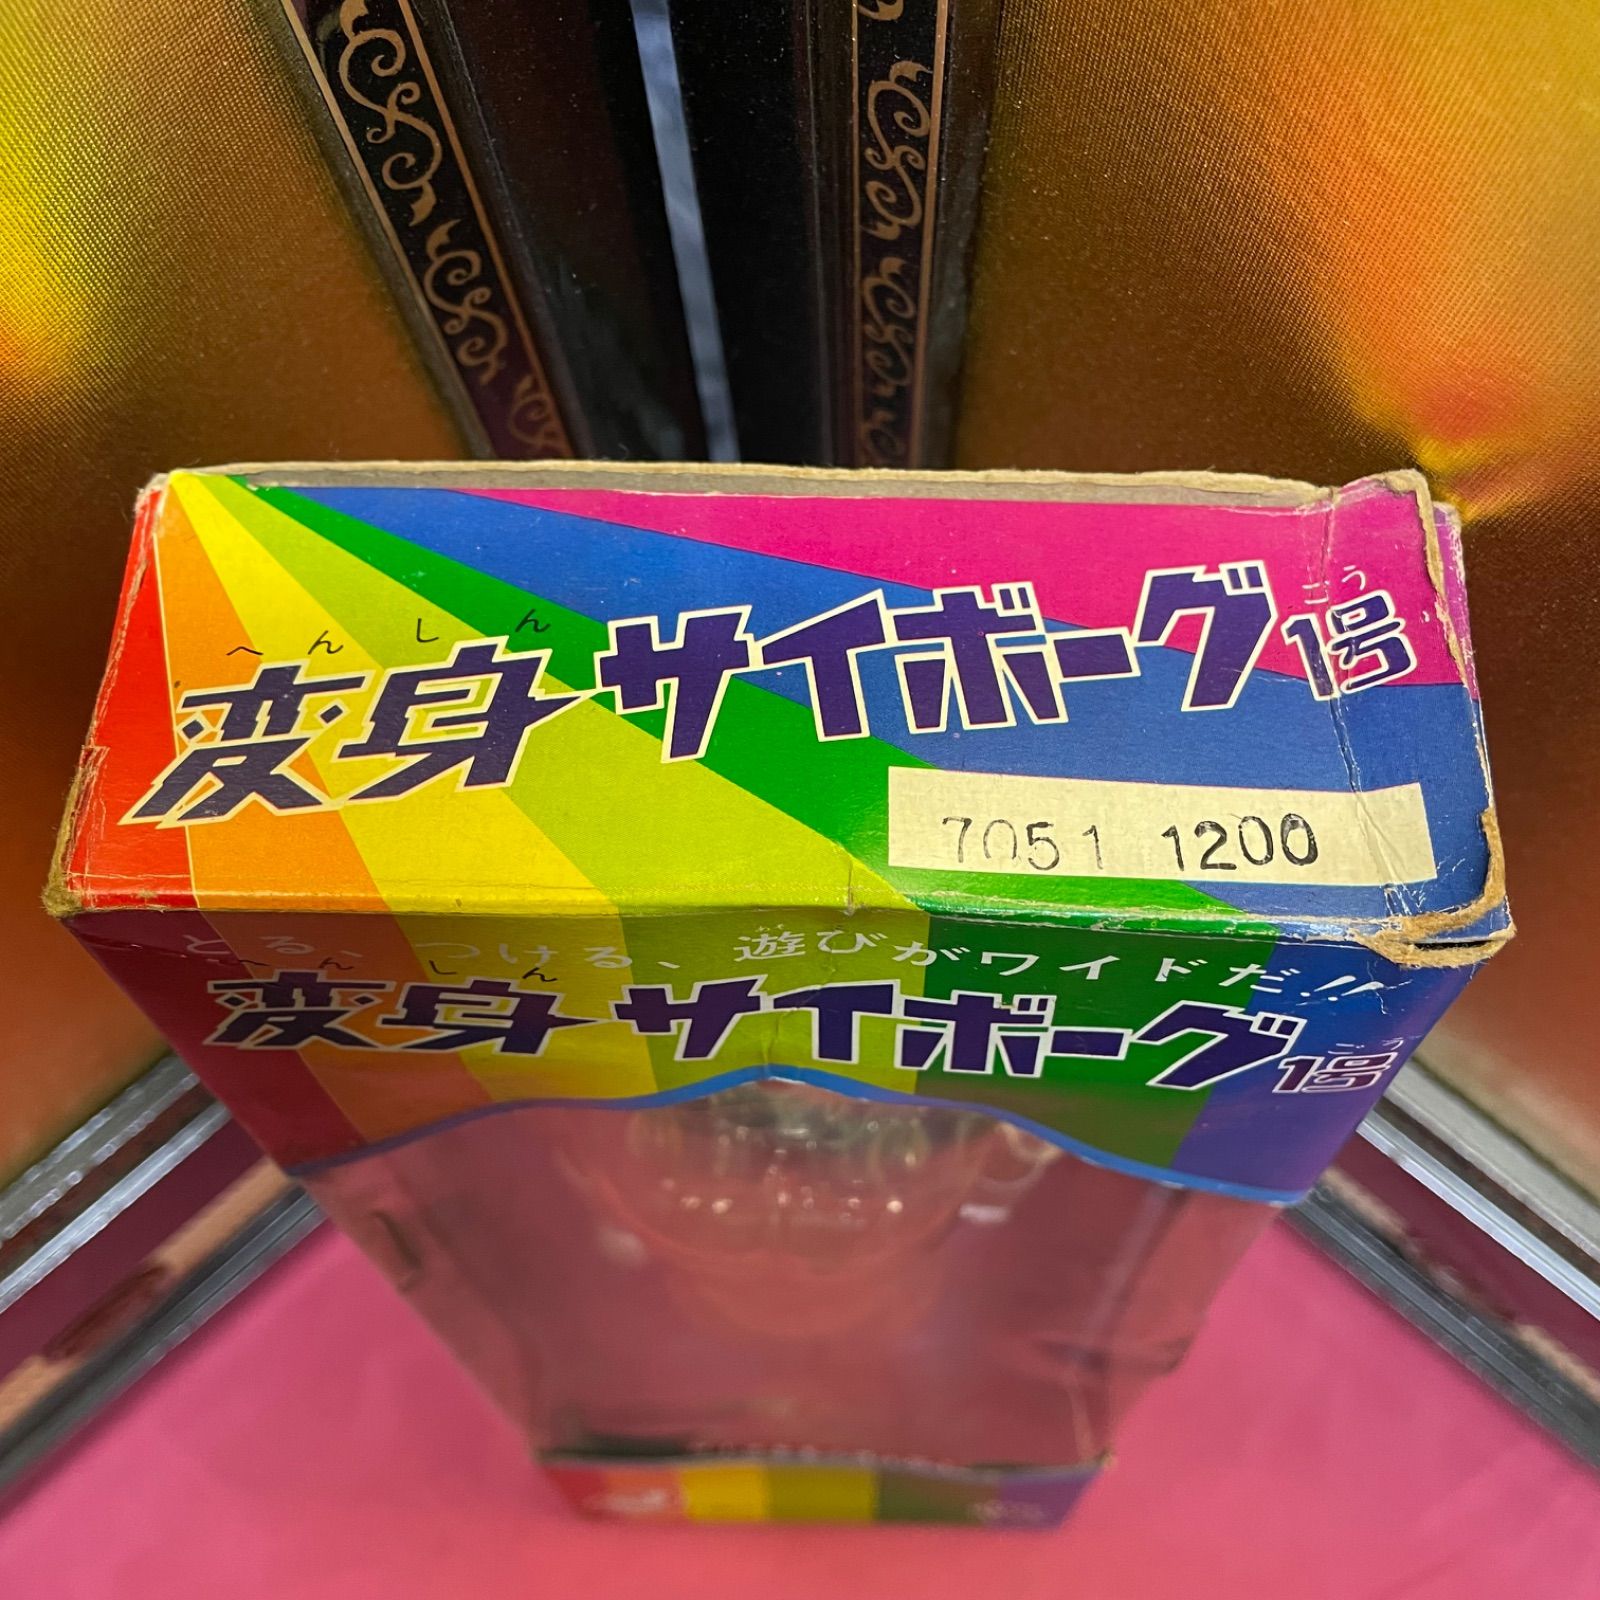 へんしん ごう
変身サイボーグ1号
7051 1200
とる、つける、遊びがワイドだ!!
へんしん ごう
変身サイボーグ1号